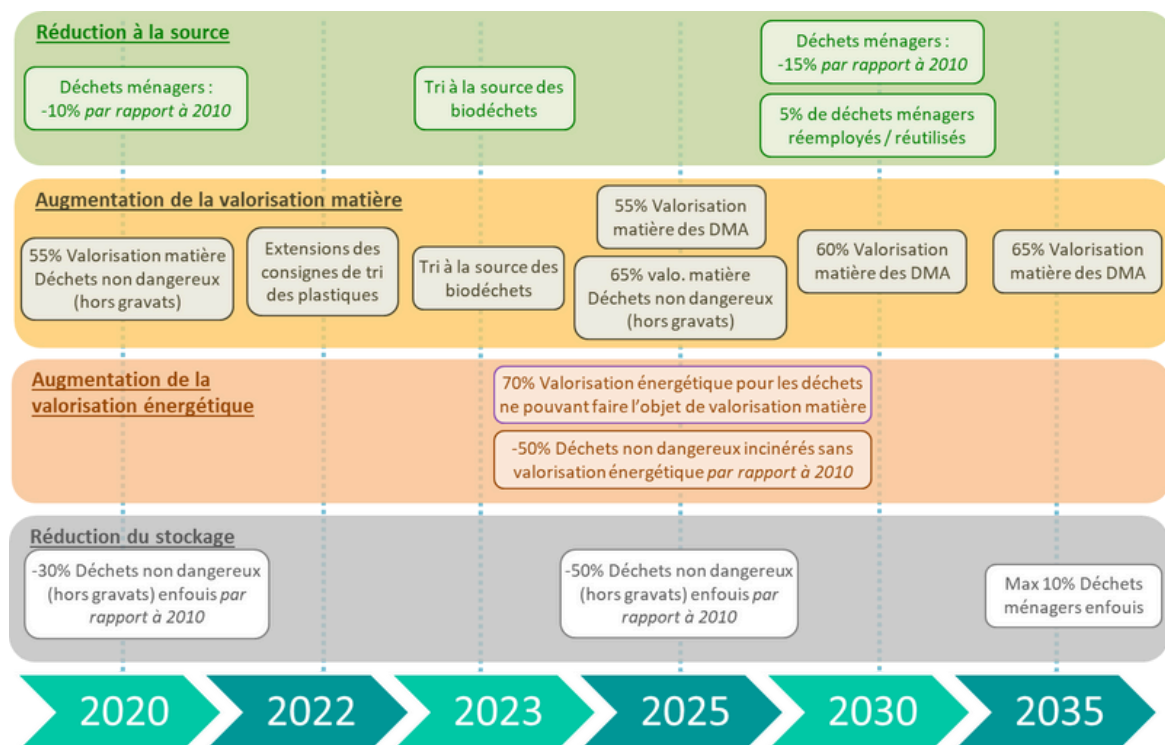 Réduction à la source
Déchets ménagers :
-10% par rapport à 2010
Tri à la source des
biodéchets
Déchets ménagers :
-15% par rapport à 2010
5% de déchets ménagers
réemployés / réutilisés
Augmentation de la valorisation matière
55% Valorisation matière
Déchets non dangereux
(hors gravats)
Extensions des
consignes de tri
des plastiques
Tri à la source des
biodéchets
55% Valorisation
matière des DMA
65% valo. matière
Déchets non dangereux
(hors gravats)
60% Valorisation
matière des DMA
65% Valorisation
matière des DMA
Augmentation de la
valorisation énergétique
70% Valorisation énergétique pour les déchets
ne pouvant faire l’objet de valorisation matière
-50% Déchets non dangereux incinérés sans
valorisation énergétique par rapport à 2010
Réduction du stockage
-30% Déchets non dangereux
(hors gravats) enfouis par
rapport à 2010
-50% Déchets non dangereux
(hors gravats) enfouis par
rapport à 2010
Max 10% Déchets
ménagers enfouis
2020
2022
2023
2025
2030
2035